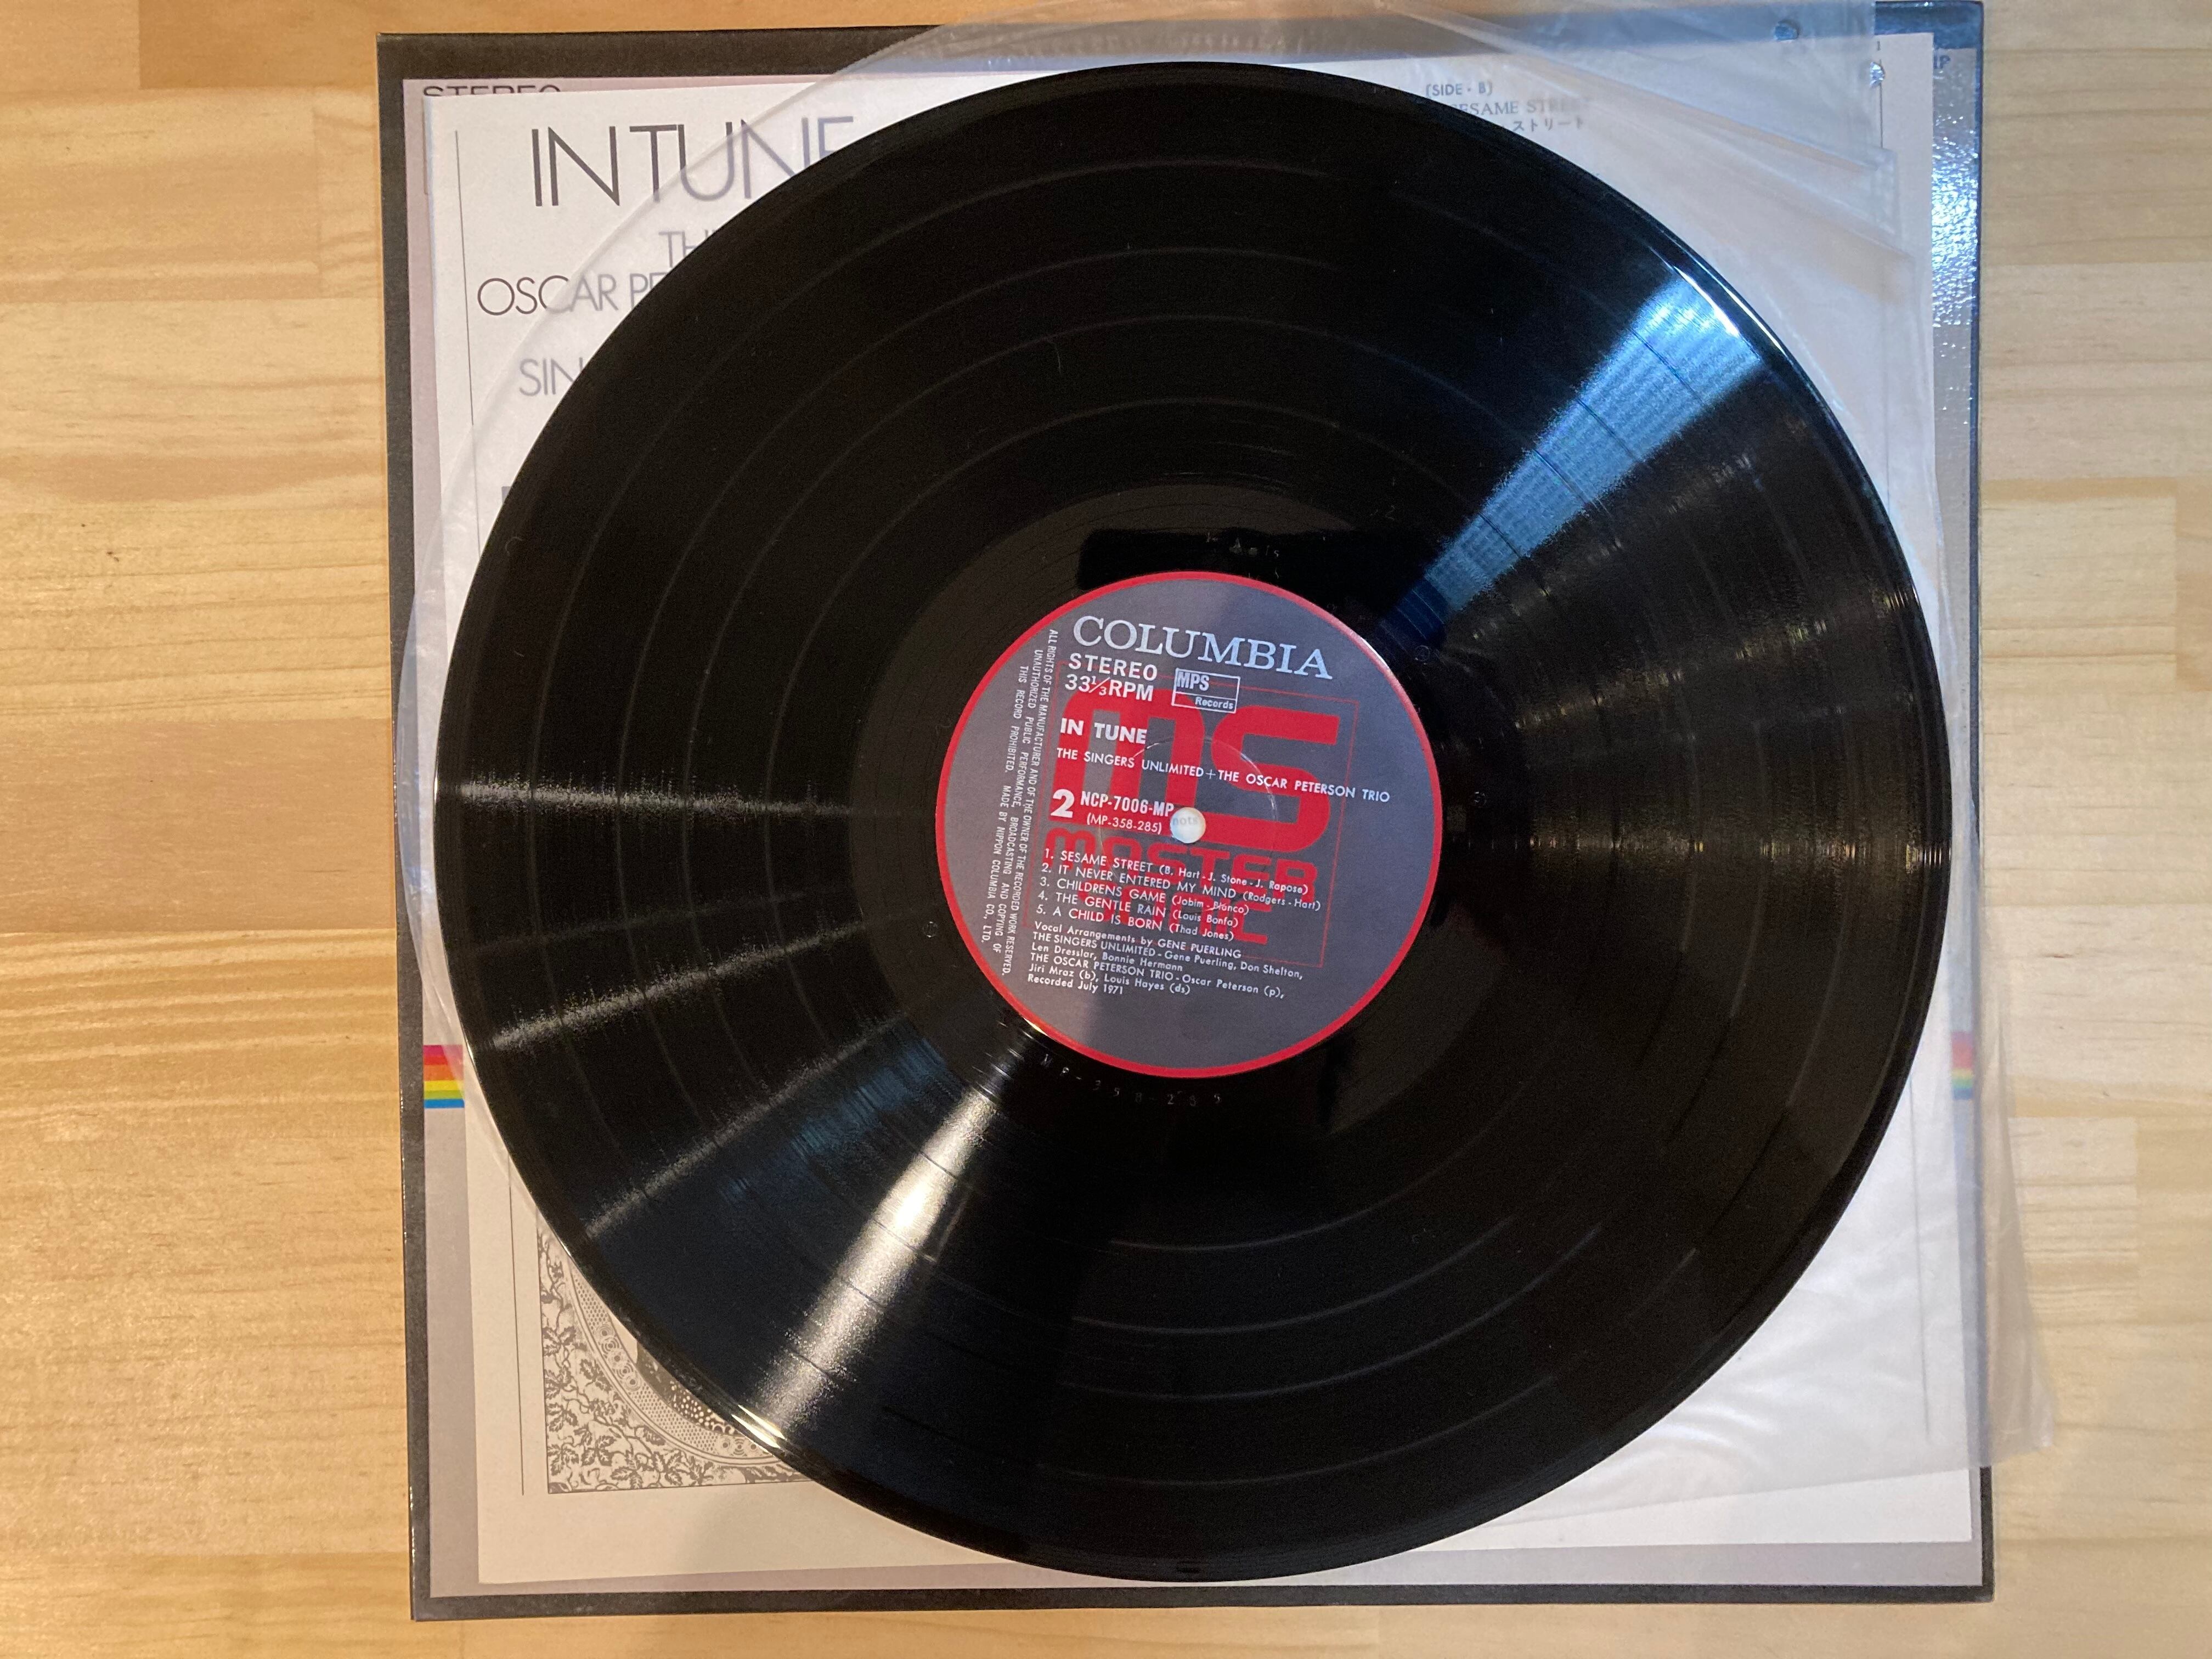 STEREO
IN TUNE
OSCAR
(SIDE・B)
SESAME STREET
ストリート
COLUMBIA
STEREO
33⅓RPM
MPS
Records
IN TUNE
THE SINGERS UNLIMITED+THE OSCAR PETERSON TRIO
2 NCP-7006-MP
(MP-358-285)
MS
MASTER
SONIC
1. SESAME STREET (B. Hart - J. Stone - J. Rapose)
2. IT NEVER ENTERED MY MIND (Rodgers - Hart)
3. CHILDRENS GAME (Jobim - Blanco)
4. THE GENTLE RAIN (Louis Bonfa)
5. A CHILD IS BORN (Thad Jones)
Vocal Arrangements by GENE PUERLING
THE SINGERS UNLIMITED - Gene Puerling, Don Shelton,
Len Dresslar, Bonnie Hermann
THE OSCAR PETERSON TRIO - Oscar Peterson (p),
Jiri Mraz (b), Louis Hayes (ds)
Recorded July 1971
ALL RIGHTS OF THE MANUFACTURER AND OF THE OWNER OF THE RECORDED WORK RESERVED.
UNAUTHORIZED PUBLIC PERFORMANCE, BROADCASTING AND COPYING OF
THIS RECORD PROHIBITED. MADE BY NIPPON COLUMBIA CO., LTD.